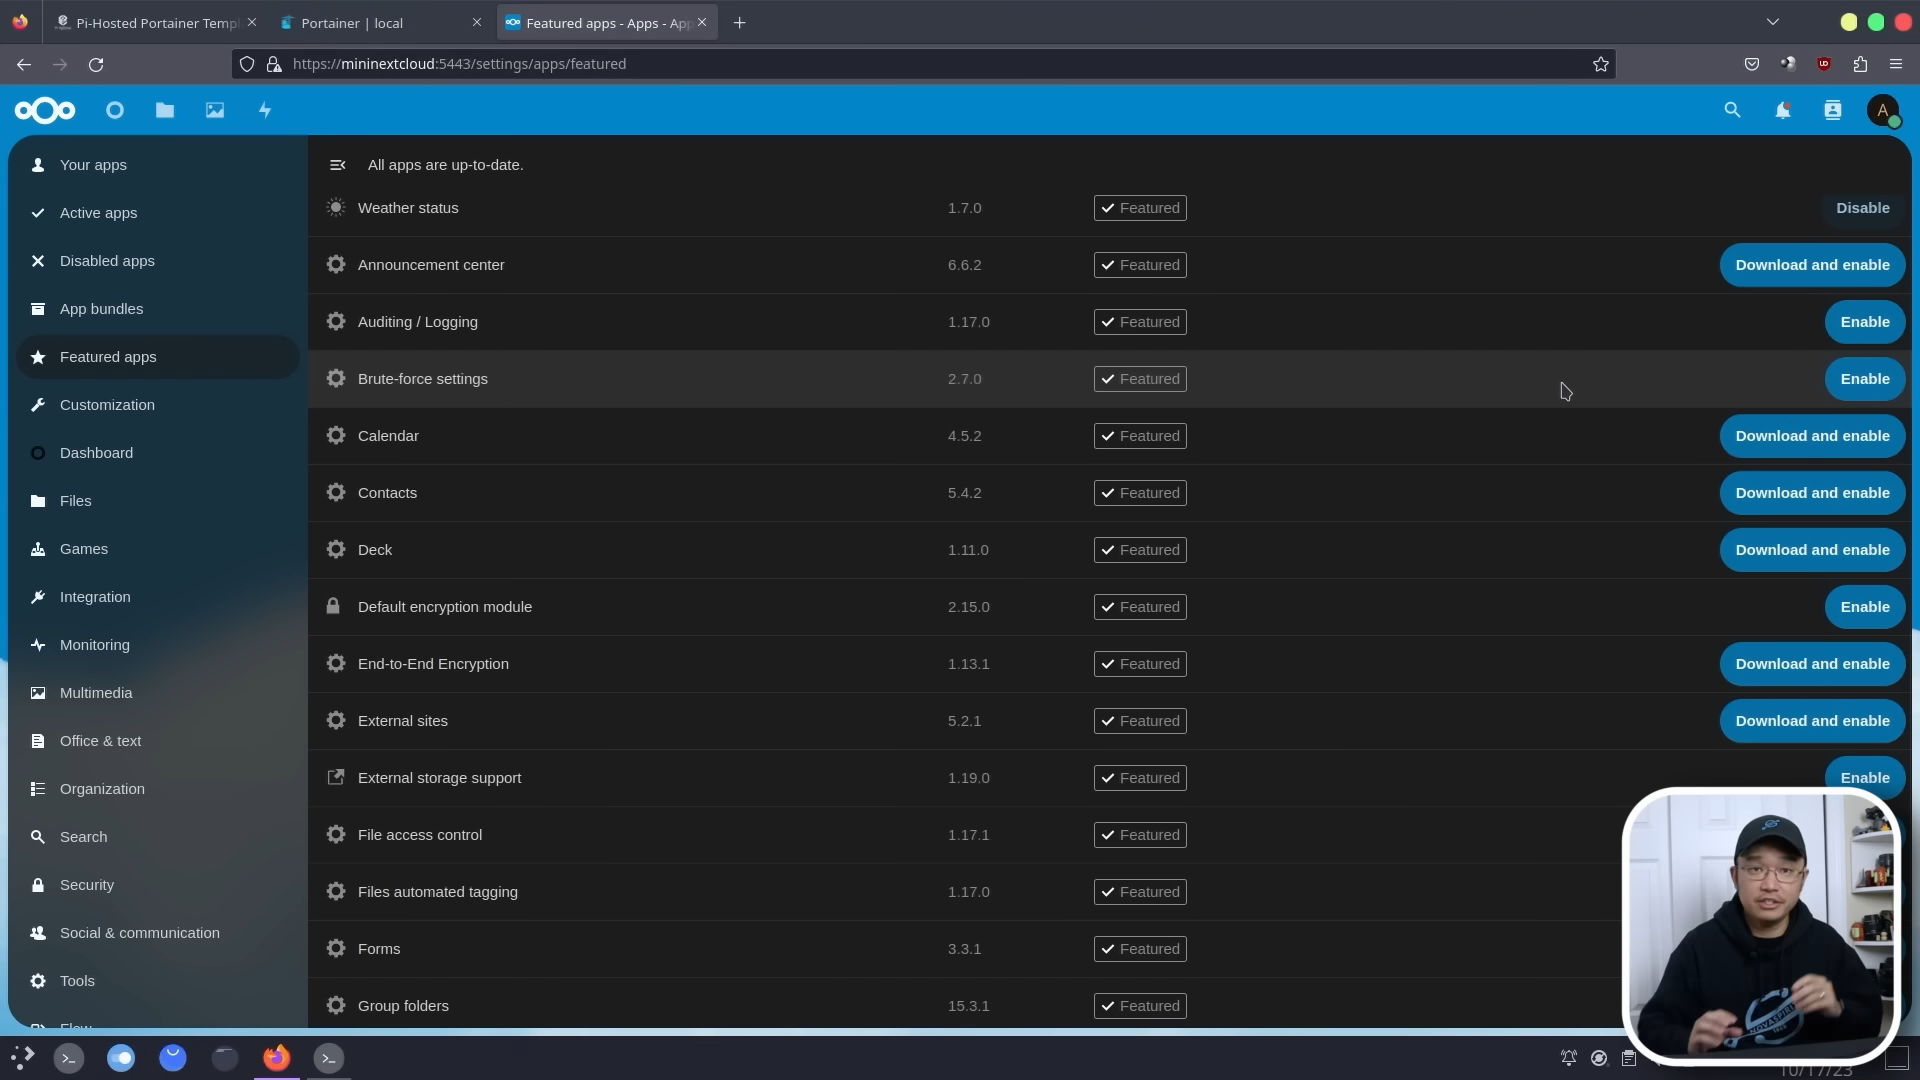 Pi-Hosted Portainer Templ
Portainer | local
Featured apps - Apps - App
https://mininextcloud:5443/settings/apps/featured
A
Your apps
Active apps
Disabled apps
App bundles
Featured apps
Customization
Dashboard
Files
Games
Integration
Monitoring
Multimedia
Office & text
Organization
Search
Security
Social & communication
Tools
Flow
All apps are up-to-date.
Weather status 1.7.0 Featured Disable
Announcement center 6.6.2 Featured Download and enable
Auditing / Logging 1.17.0 Featured Enable
Brute-force settings 2.7.0 Featured Enable
Calendar 4.5.2 Featured Download and enable
Contacts 5.4.2 Featured Download and enable
Deck 1.11.0 Featured Download and enable
Default encryption module 2.15.0 Featured Enable
End-to-End Encryption 1.13.1 Featured Download and enable
External sites 5.2.1 Featured Download and enable
External storage support 1.19.0 Featured Enable
File access control 1.17.1 Featured
Files automated tagging 1.17.0 Featured
Forms 3.3.1 Featured
Group folders 15.3.1 Featured
NOVASPIRIT
10/17/23